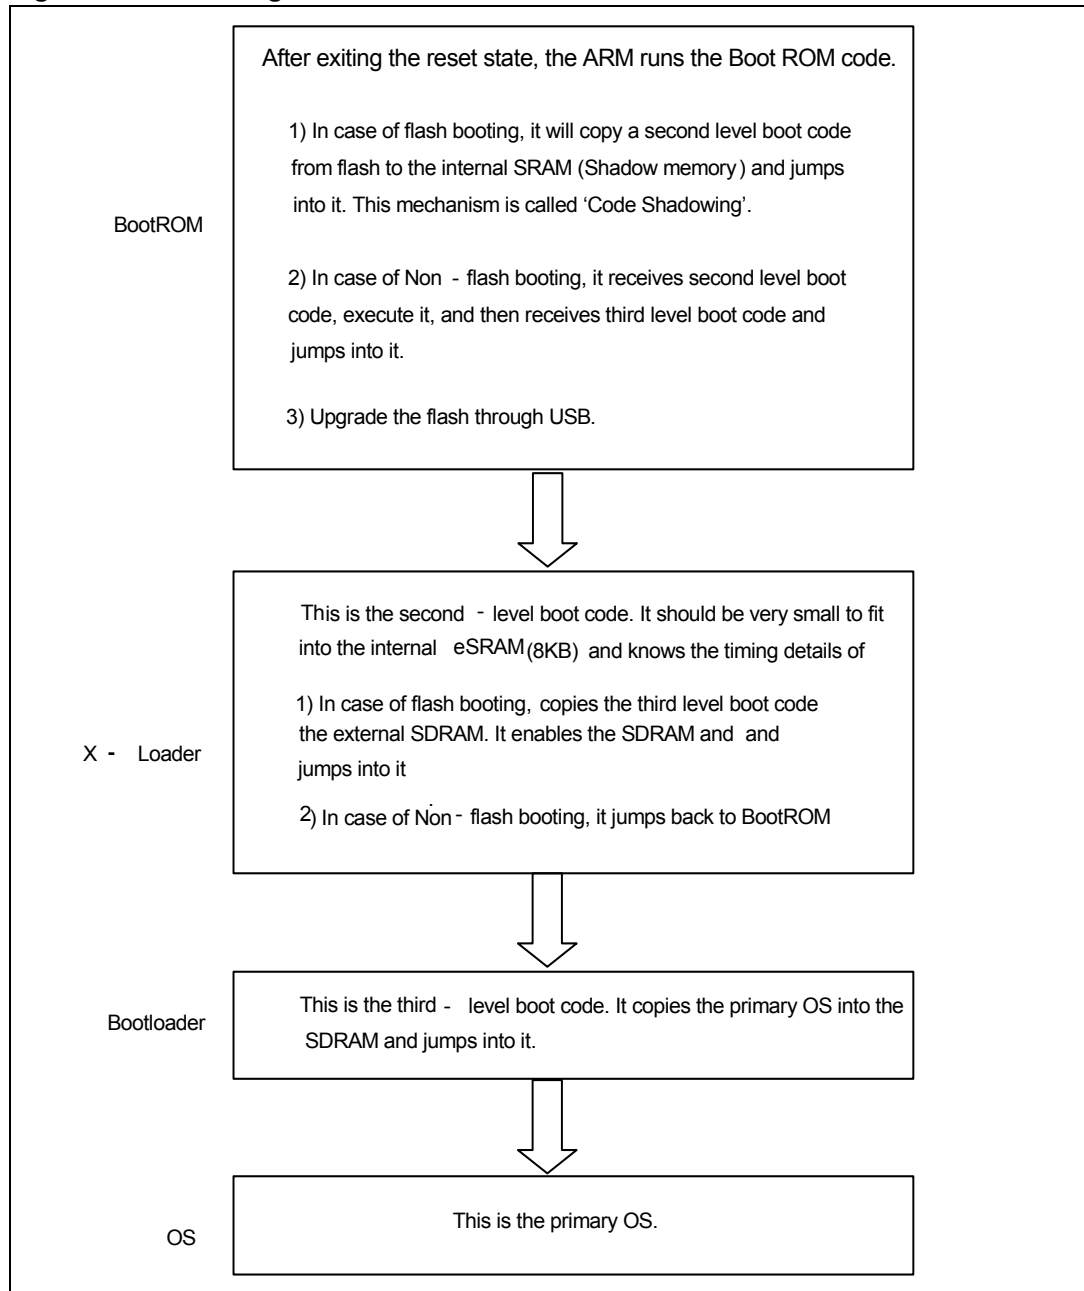 After exiting the reset state, the ARM runs the Boot ROM code.
1) In case of flash booting, it will copy a second level boot code
from flash to the internal SRAM (Shadow memory) and jumps
into it. This mechanism is called ‘Code Shadowing’.
BootROM
2) In case of Non - flash booting, it receives second level boot
code, execute it, and then receives third level boot code and
jumps into it.
3) Upgrade the flash through USB.
This is the second - level boot code. It should be very small to fit
into the internal eSRAM(8KB) and knows the timing details of
1) In case of flash booting, copies the third level boot code
the external SDRAM. It enables the SDRAM and and
X - Loader
jumps into it
2) In case of Non - flash booting, it jumps back to BootROM
This is the third - level boot code. It copies the primary OS into the
Bootloader
SDRAM and jumps into it.
This is the primary OS.
OS